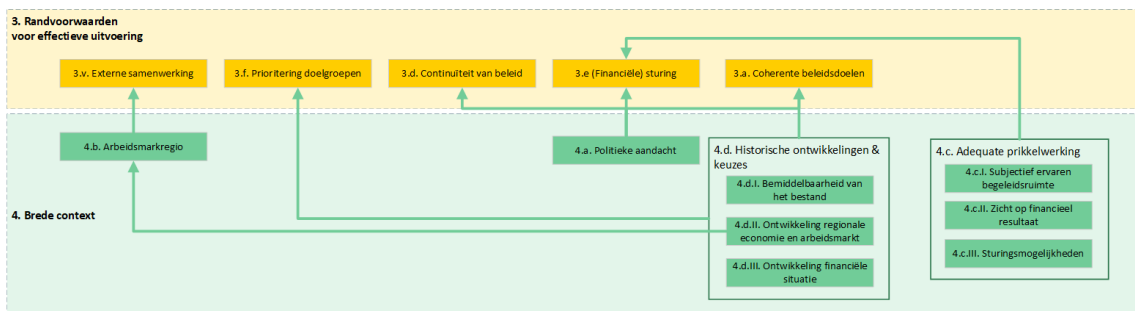 3. Randvoorwaarden
voor effectieve uitvoering
3.v. Externe samenwerking
3.f. Prioritering doelgroepen
3.d. Continuïteit van beleid
3.e (Financiële) sturing
3.a. Coherente beleidsdoelen
4. Brede context
4.b. Arbeidsmarkregio
4.a. Politieke aandacht
4.d. Historische ontwikkelingen &
keuzes
4.d.I. Bemiddelbaarheid van
het bestand
4.d.II. Ontwikkeling regionale
economie en arbeidsmarkt
4.d.III. Ontwikkeling financiële
situatie
4.c. Adequate prikkelwerking
4.c.I. Subjectief ervaren
begeleidsruimte
4.c.II. Zicht op financieel
resultaat
4.c.III. Sturingsmogelijkheden